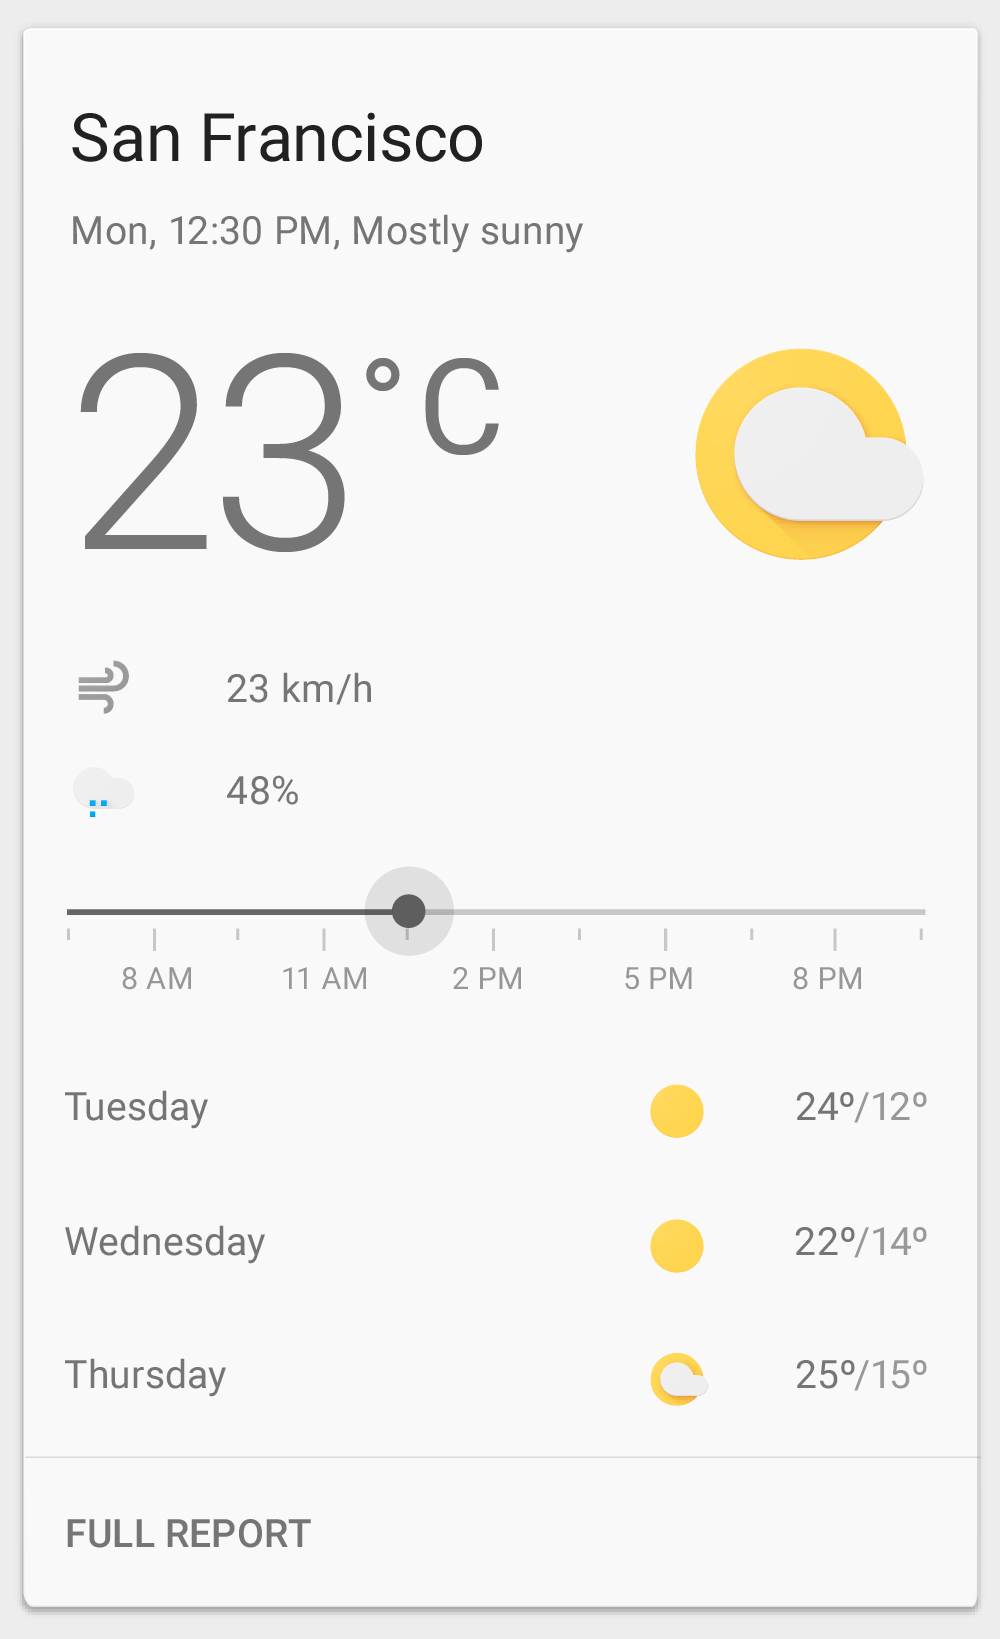 San Francisco
Mon, 12:30 PM, Mostly sunny
23°C
23 km/h
48%
8 AM 11 AM 2 PM 5 PM 8 PM
Tuesday 24º/12º
Wednesday 22º/14º
Thursday 25º/15º
FULL REPORT